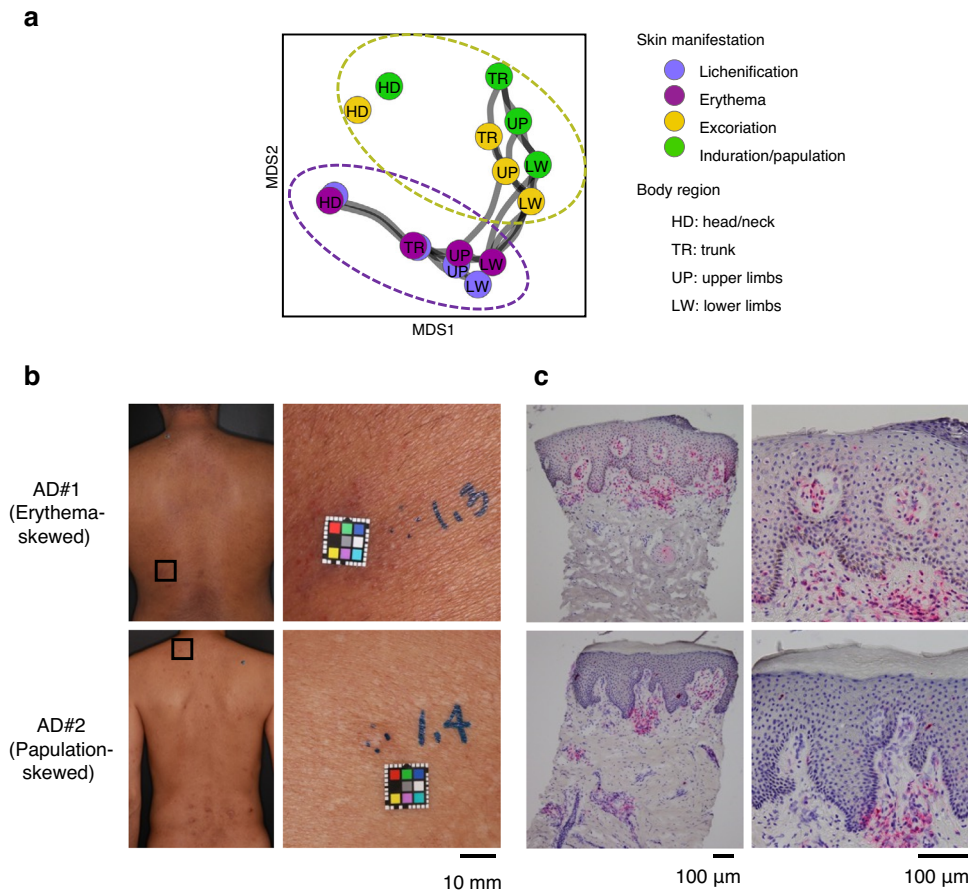 a
MDS2
HD
HD
TR
UP
TR
LW
UP
LW
HD
TR
UP
LW
UP
LW
MDS1
Skin manifestation
Lichenification
Erythema
Excoriation
Induration/papulation
Body region
HD: head/neck
TR: trunk
UP: upper limbs
LW: lower limbs
b
c
AD#1
(Erythema-
skewed)
1,3
AD#2
(Papulation-
skewed)
1,4
10 mm
100 µm
100 µm